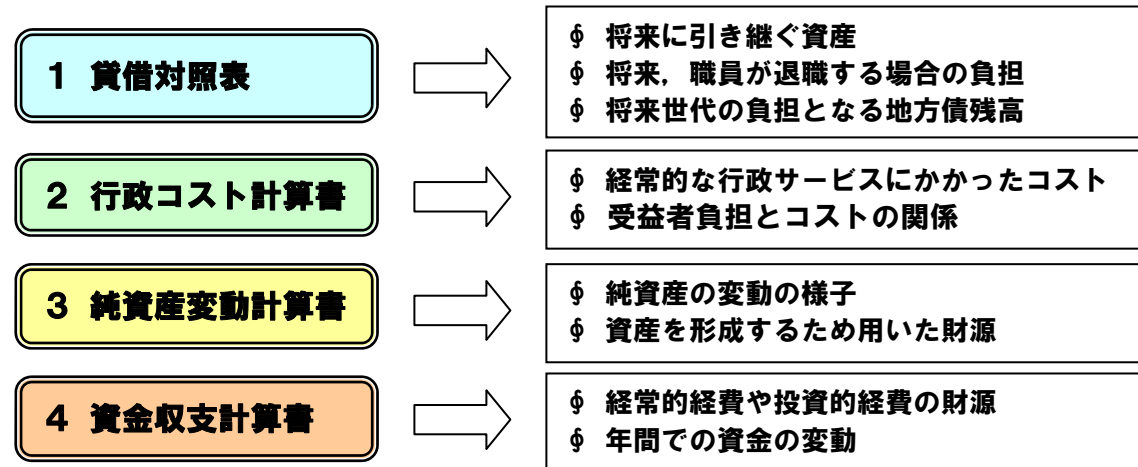 1 貸借対照表
∮ 将来に引き継ぐ資産
∮ 将来，職員が退職する場合の負担
∮ 将来世代の負担となる地方債残高
2 行政コスト計算書
∮ 経常的な行政サービスにかかったコスト
∮ 受益者負担とコストの関係
3 純資産変動計算書
∮ 純資産の変動の様子
∮ 資産を形成するため用いた財源
4 資金収支計算書
∮ 経常的経費や投資的経費の財源
∮ 年間での資金の変動